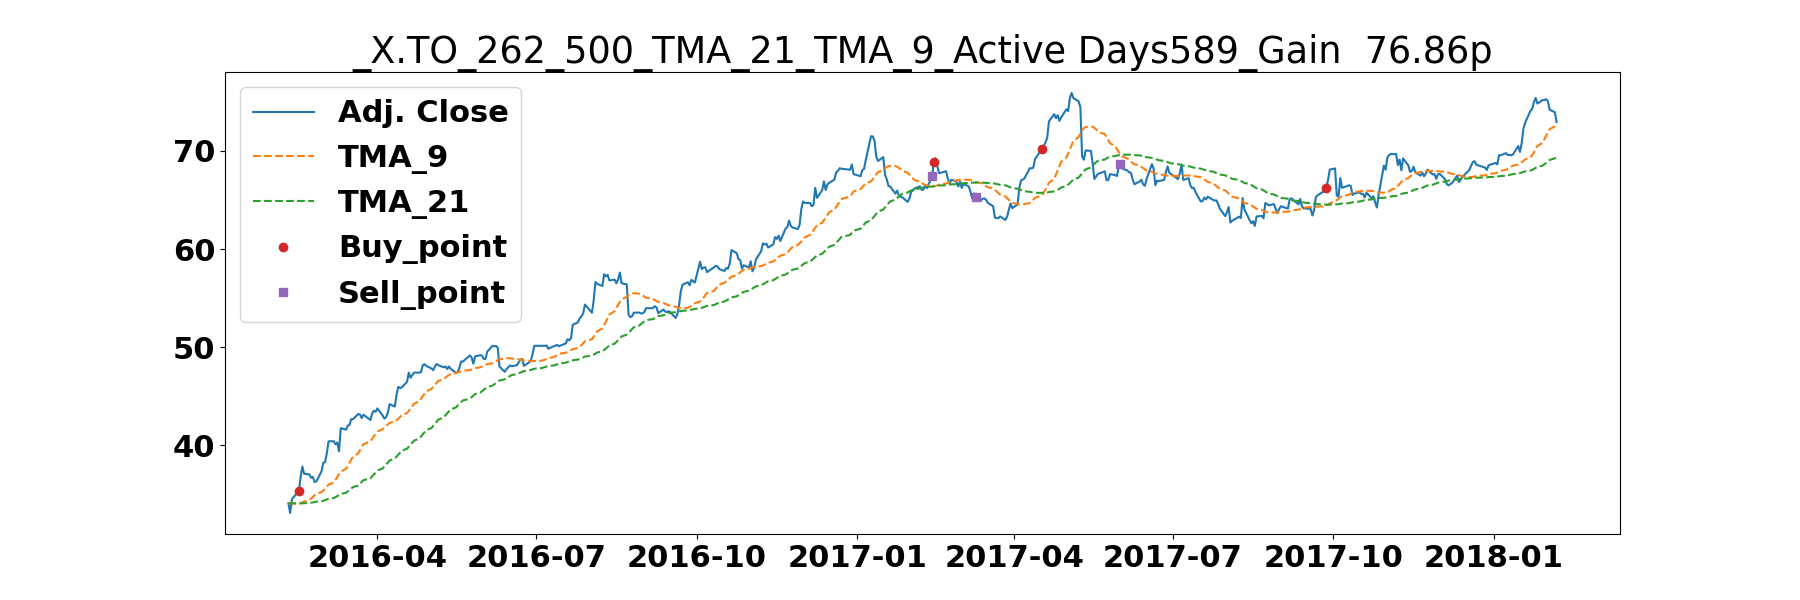 _X.TO_262_500_TMA_21_TMA_9_Active Days589_Gain  76.86p
Adj. Close
TMA_9
TMA_21
Buy_point
Sell_point
70
60
50
40
2016-04 2016-07 2016-10 2017-01 2017-04 2017-07 2017-10 2018-01